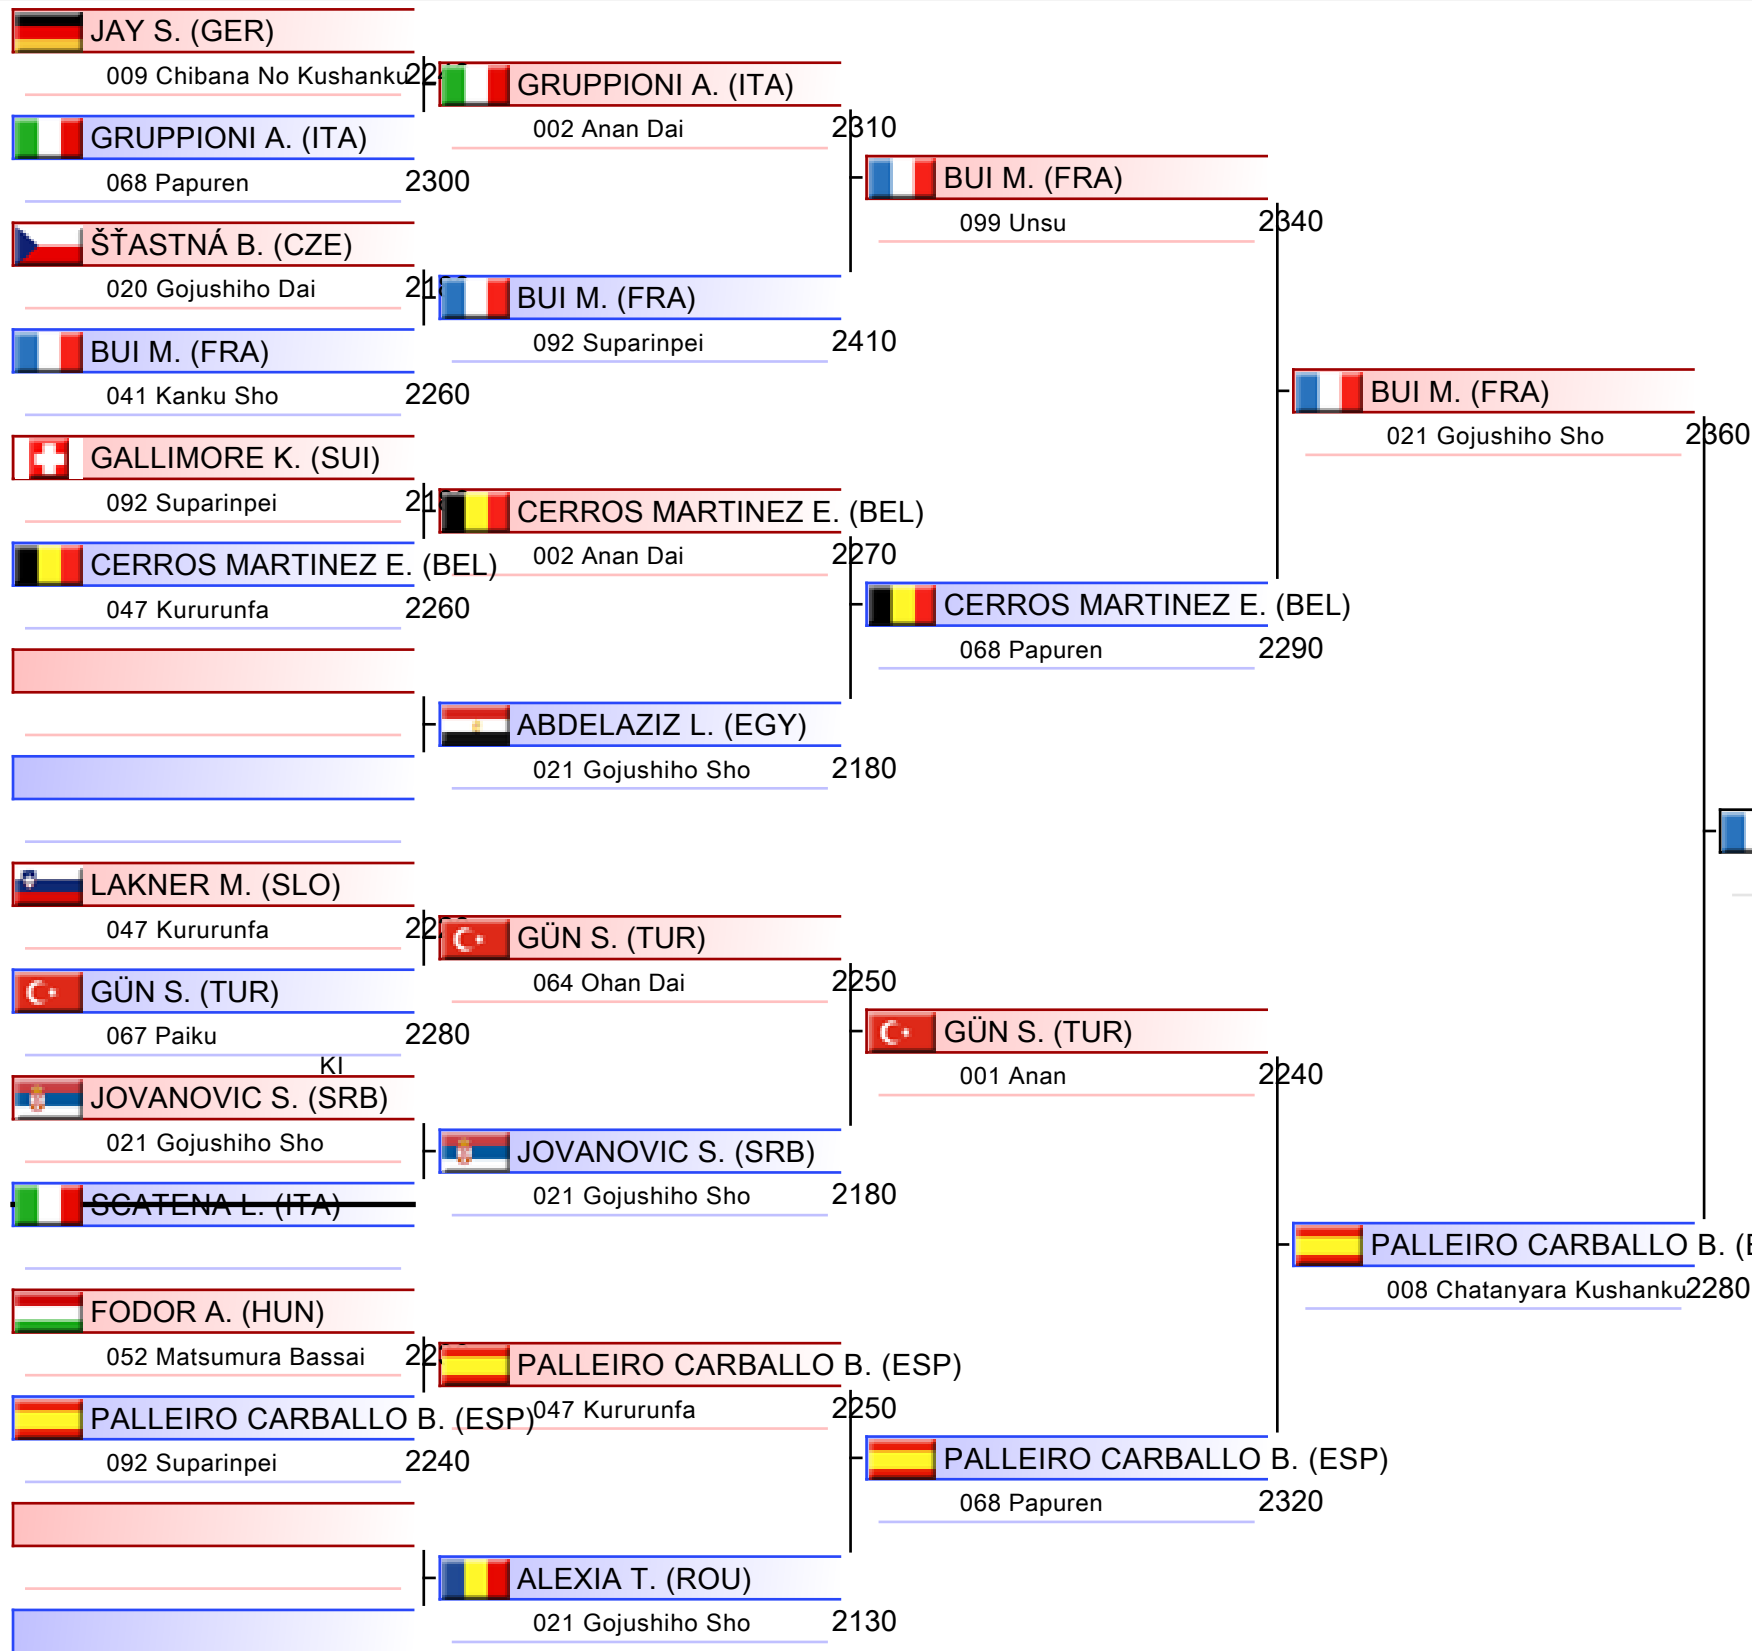 JAY S. (GER)
009 Chibana No Kushanku
GRUPPIONI A. (ITA)
068 Papuren 2300
ŠŤASTNÁ B. (CZE)
020 Gojushiho Dai
BUI M. (FRA)
041 Kanku Sho 2260
GALLIMORE K. (SUI)
092 Suparinpei
CERROS MARTINEZ E. (BEL)
047 Kururunfa 2260
LAKNER M. (SLO)
047 Kururunfa
GÜN S. (TUR)
067 Paiku 2280
KI
JOVANOVIC S. (SRB)
021 Gojushiho Sho
SCATENA L. (ITA)
FODOR A. (HUN)
052 Matsumura Bassai
PALLEIRO CARBALLO B. (ESP)
092 Suparinpei 2240
GRUPPIONI A. (ITA)
002 Anan Dai 2310
BUI M. (FRA)
092 Suparinpei 2410
CERROS MARTINEZ E. (BEL)
002 Anan Dai 2270
ABDELAZIZ L. (EGY)
021 Gojushiho Sho 2180
GÜN S. (TUR)
064 Ohan Dai 2250
JOVANOVIC S. (SRB)
021 Gojushiho Sho 2180
PALLEIRO CARBALLO B. (ESP)
047 Kururunfa 2250
ALEXIA T. (ROU)
021 Gojushiho Sho 2130
BUI M. (FRA)
099 Unsu 2340
CERROS MARTINEZ E. (BEL)
068 Papuren 2290
GÜN S. (TUR)
001 Anan 2240
PALLEIRO CARBALLO B. (ESP)
068 Papuren 2320
BUI M. (FRA)
021 Gojushiho Sho 2360
PALLEIRO CARBALLO B.
008 Chatanyara Kushanku 2280